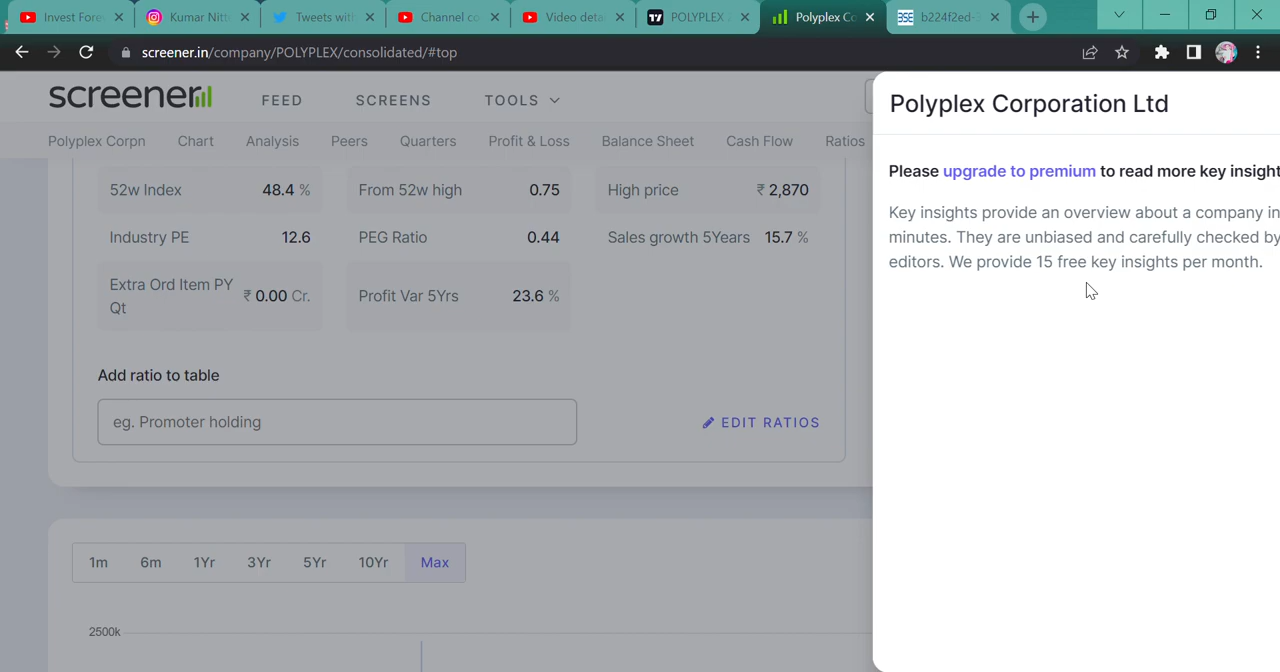 Invest Fore
Kumar Nitt
Tweets wit
Channel co
Video deta
POLYPLEX
Polyplex Co
BSE
b224f2ed-
screener.in/company/POLYPLEX/consolidated/#top
screener
FEED
SCREENS
TOOLS
Polyplex Corpn
Chart
Analysis
Peers
Quarters
Profit & Loss
Balance Sheet
Cash Flow
Ratios
52w Index 48.4 %
From 52w high 0.75
High price ₹ 2,870
Industry PE 12.6
PEG Ratio 0.44
Sales growth 5Years 15.7 %
Extra Ord Item PY
Qt
₹ 0.00 Cr.
Profit Var 5Yrs 23.6 %
Add ratio to table
eg. Promoter holding
EDIT RATIOS
1m
6m
1Yr
3Yr
5Yr
10Yr
Max
2500k
Polyplex Corporation Ltd
Please upgrade to premium to read more key insight
Key insights provide an overview about a company in
minutes. They are unbiased and carefully checked by
editors. We provide 15 free key insights per month.